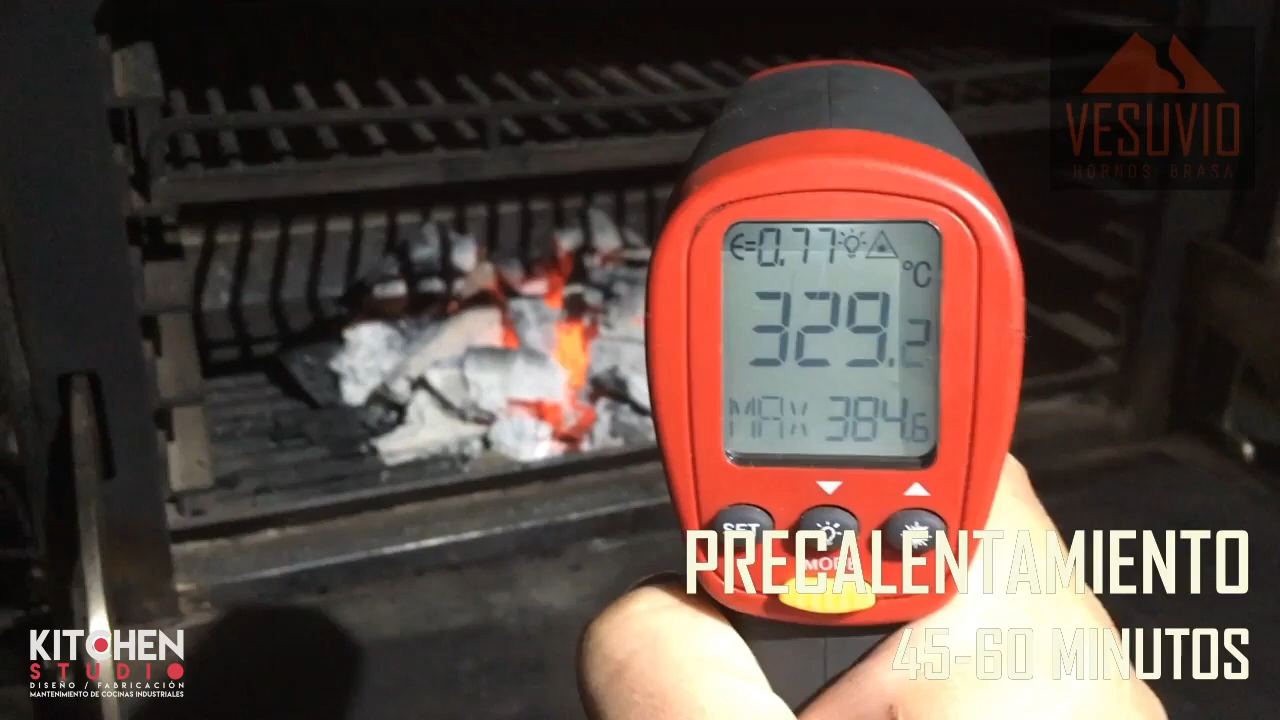 VESUVIO
HORNOS BRASA
€=0.77
°C
329.2
MAX 384.6
SET
MODE
PRECALENTAMIENTO
45-60 MINUTOS
KITCHEN
STUDIO
DISEÑO / FABRICACIÓN
MANTENIMIENTO DE COCINAS INDUSTRIALES